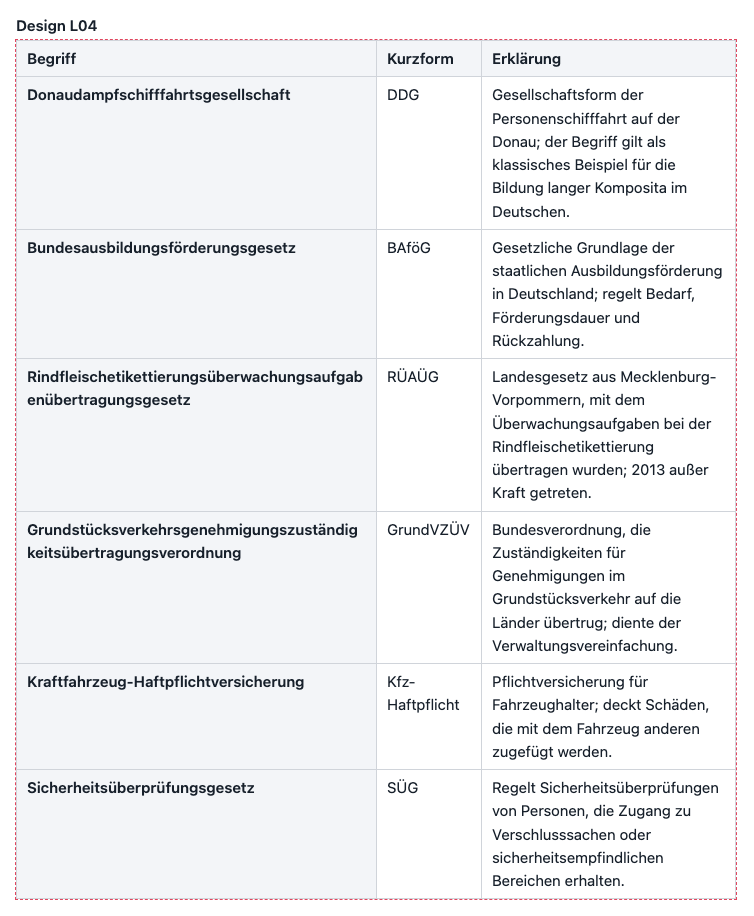 Design L04
Begriff Kurzform Erklärung
Donaudampfschifffahrtsgesellschaft DDG Gesellschaftsform der
Personenschifffahrt auf der
Donau; der Begriff gilt als
klassisches Beispiel für die
Bildung langer Komposita im
Deutschen.
Bundesausbildungsförderungsgesetz BAföG Gesetzliche Grundlage der
staatlichen Ausbildungsförderung
in Deutschland; regelt Bedarf,
Förderungsdauer und
Rückzahlung.
Rindfleischetikettierungsüberwachungsaufgab RÜAÜG Landesgesetz aus Mecklenburg-
enübertragungsgesetz Vorpommern, mit dem
Überwachungsaufgaben bei der
Rindfleischetikettierung
übertragen wurden; 2013 außer
Kraft getreten.
Grundstücksverkehrsgenehmigungszuständig GrundVZÜV Bundesverordnung, die
keitsübertragungsverordnung Zuständigkeiten für
Genehmigungen im
Grundstücksverkehr auf die
Länder übertrug; diente der
Verwaltungsvereinfachung.
Kraftfahrzeug-Haftpflichtversicherung Kfz- Pflichtversicherung für
Haftpflicht Fahrzeughalter; deckt Schäden,
die mit dem Fahrzeug anderen
zugefügt werden.
Sicherheitsüberprüfungsgesetz SÜG Regelt Sicherheitsüberprüfungen
von Personen, die Zugang zu
Verschlusssachen oder
sicherheitsempfindlichen
Bereichen erhalten.